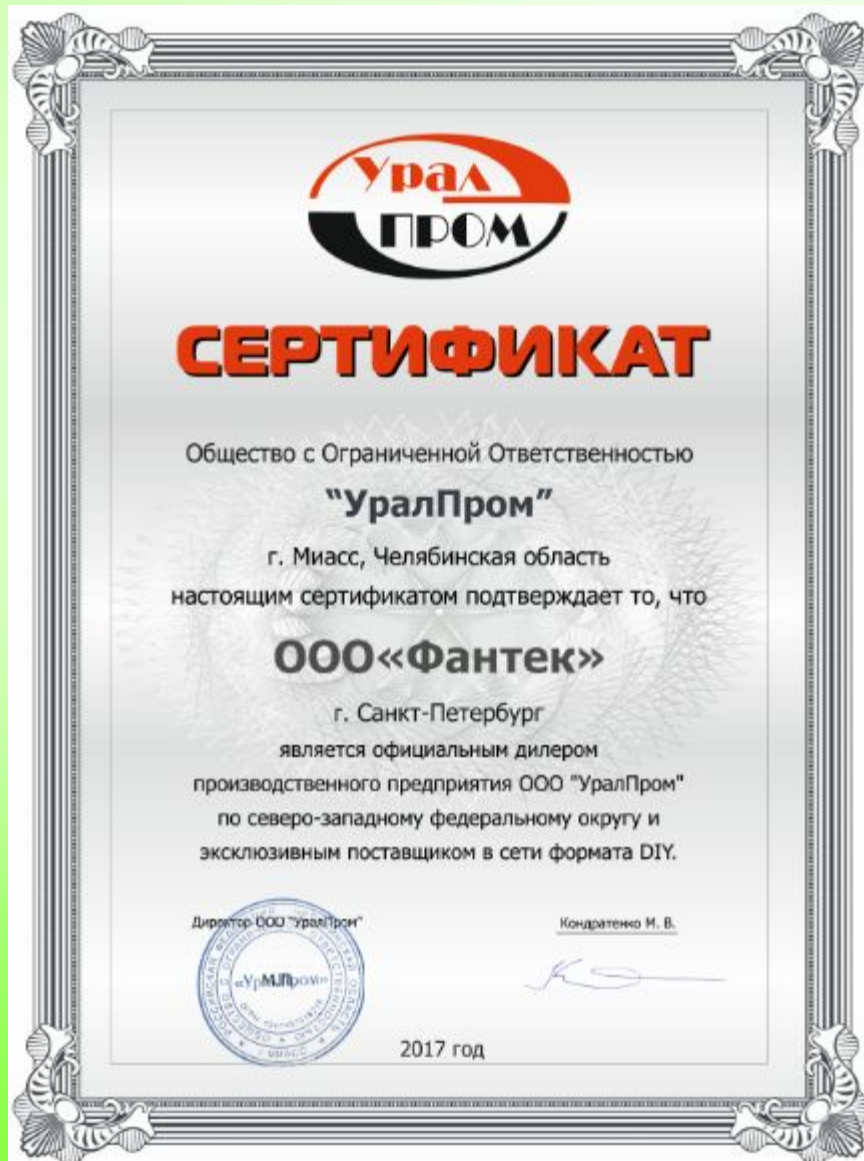 Урал
ПРОМ
СЕРТИФИКАТ
Общество с Ограниченной Ответственностью
“УралПром”
г. Миасс, Челябинская область
настоящим сертификатом подтверждает то, что
ООО«Фантек»
г. Санкт-Петербург
является официальным дилером
производственного предприятия ООО "УралПром"
по северо-западному федеральному округу и
эксклюзивным поставщиком в сети формата DIY.
Директор ООО "УралПром"
Кондратенко М. В.
М.П.
2017 год